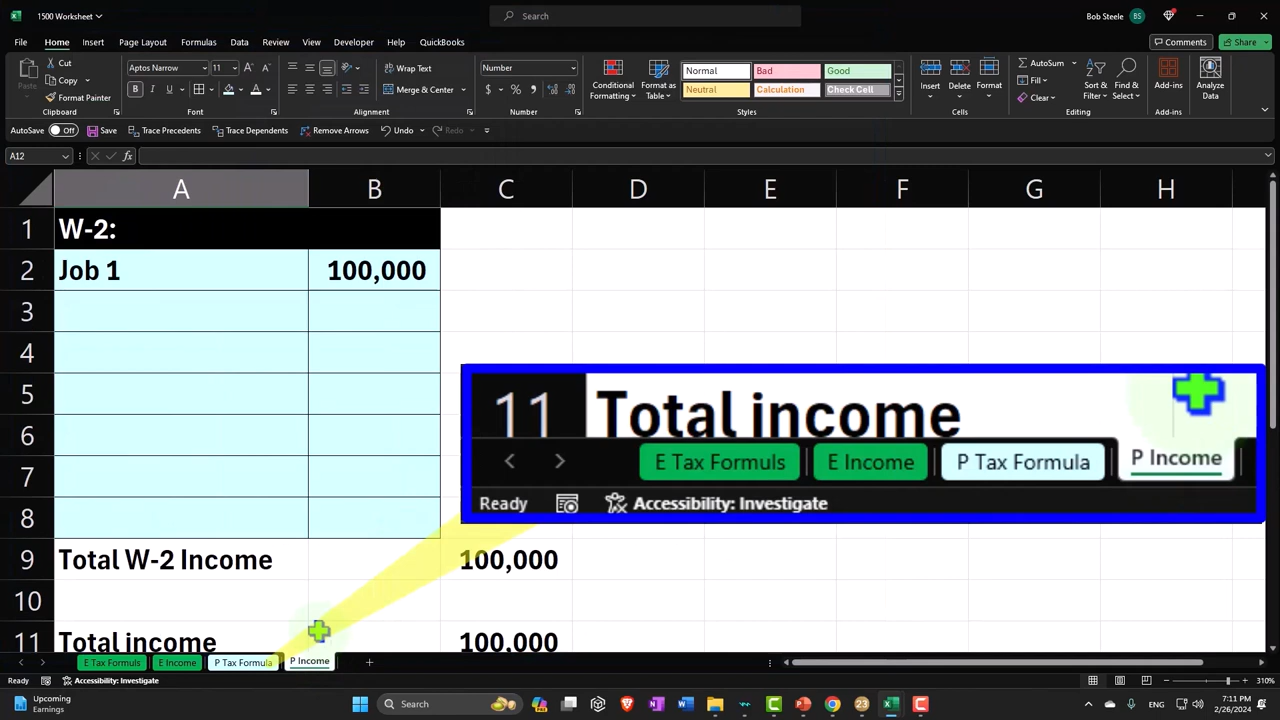 1500 Worksheet
Search
Bob Steele
BS
File Home Insert Page Layout Formulas Data Review View Developer Help QuickBooks
Comments
Share
Cut
Copy
Format Painter
Clipboard
Aptos Narrow
11
Font
Wrap Text
Merge & Center
Alignment
Number
Number
Conditional Formatting
Format as Table
Normal Bad Good
Neutral Calculation Check Cell
Styles
Insert Delete Format
Cells
AutoSum
Fill
Clear
Sort & Filter
Find & Select
Editing
Add-ins
Add-ins
Analyze Data
AutoSave Off Save Trace Precedents Trace Dependents Remove Arrows Undo Redo
A12
fx
A B C D E F G H
1 W-2:
2 Job 1 100,000
3
4
5
6
7
8
9 Total W-2 Income 100,000
10
11 Total income 100,000
11 Total income
E Tax Formuls E Income P Tax Formula P Income
Ready Accessibility: Investigate
E Tax Formuls E Income P Tax Formula P Income
Ready Accessibility: Investigate
310%
Upcoming
Earnings
Search
23
ENG
7:11 PM
2/26/2024